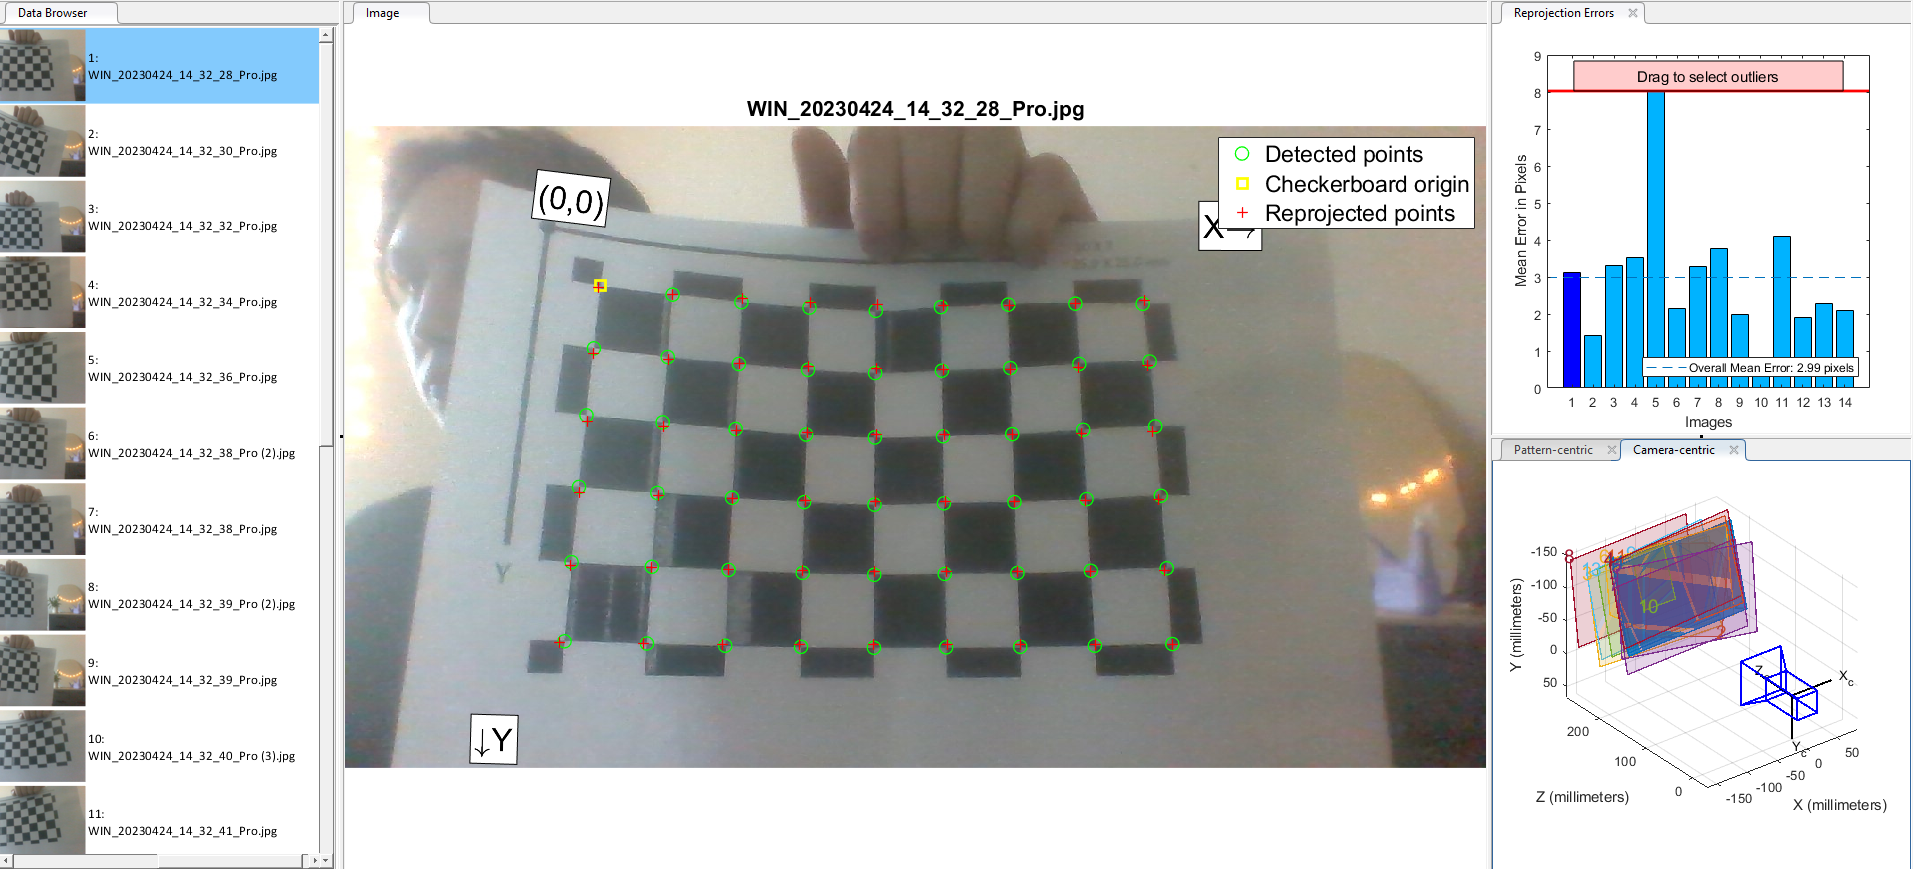 Data Browser
1:
WIN_20230424_14_32_28_Pro.jpg
2:
WIN_20230424_14_32_30_Pro.jpg
3:
WIN_20230424_14_32_32_Pro.jpg
4:
WIN_20230424_14_32_34_Pro.jpg
5:
WIN_20230424_14_32_36_Pro.jpg
6:
WIN_20230424_14_32_38_Pro (2).jpg
7:
WIN_20230424_14_32_38_Pro.jpg
8:
WIN_20230424_14_32_39_Pro (2).jpg
9:
WIN_20230424_14_32_39_Pro.jpg
10:
WIN_20230424_14_32_40_Pro (3).jpg
11:
WIN_20230424_14_32_41_Pro.jpg
Image
WIN_20230424_14_32_28_Pro.jpg
Detected points
Checkerboard origin
Reprojected points
(0,0)
X→
Y
↓Y
Reprojection Errors
Drag to select outliers
Mean Error in Pixels
9
8
7
6
5
4
3
2
1
0
Overall Mean Error: 2.99 pixels
1 2 3 4 5 6 7 8 9 10 11 12 13 14
Images
Pattern-centric
Camera-centric
Y (millimeters)
-150
-100
-50
0
50
8
10
2
Z
Xc
Yc
200
100
0
Z (millimeters)
-150 -100 -50 0 50
X (millimeters)